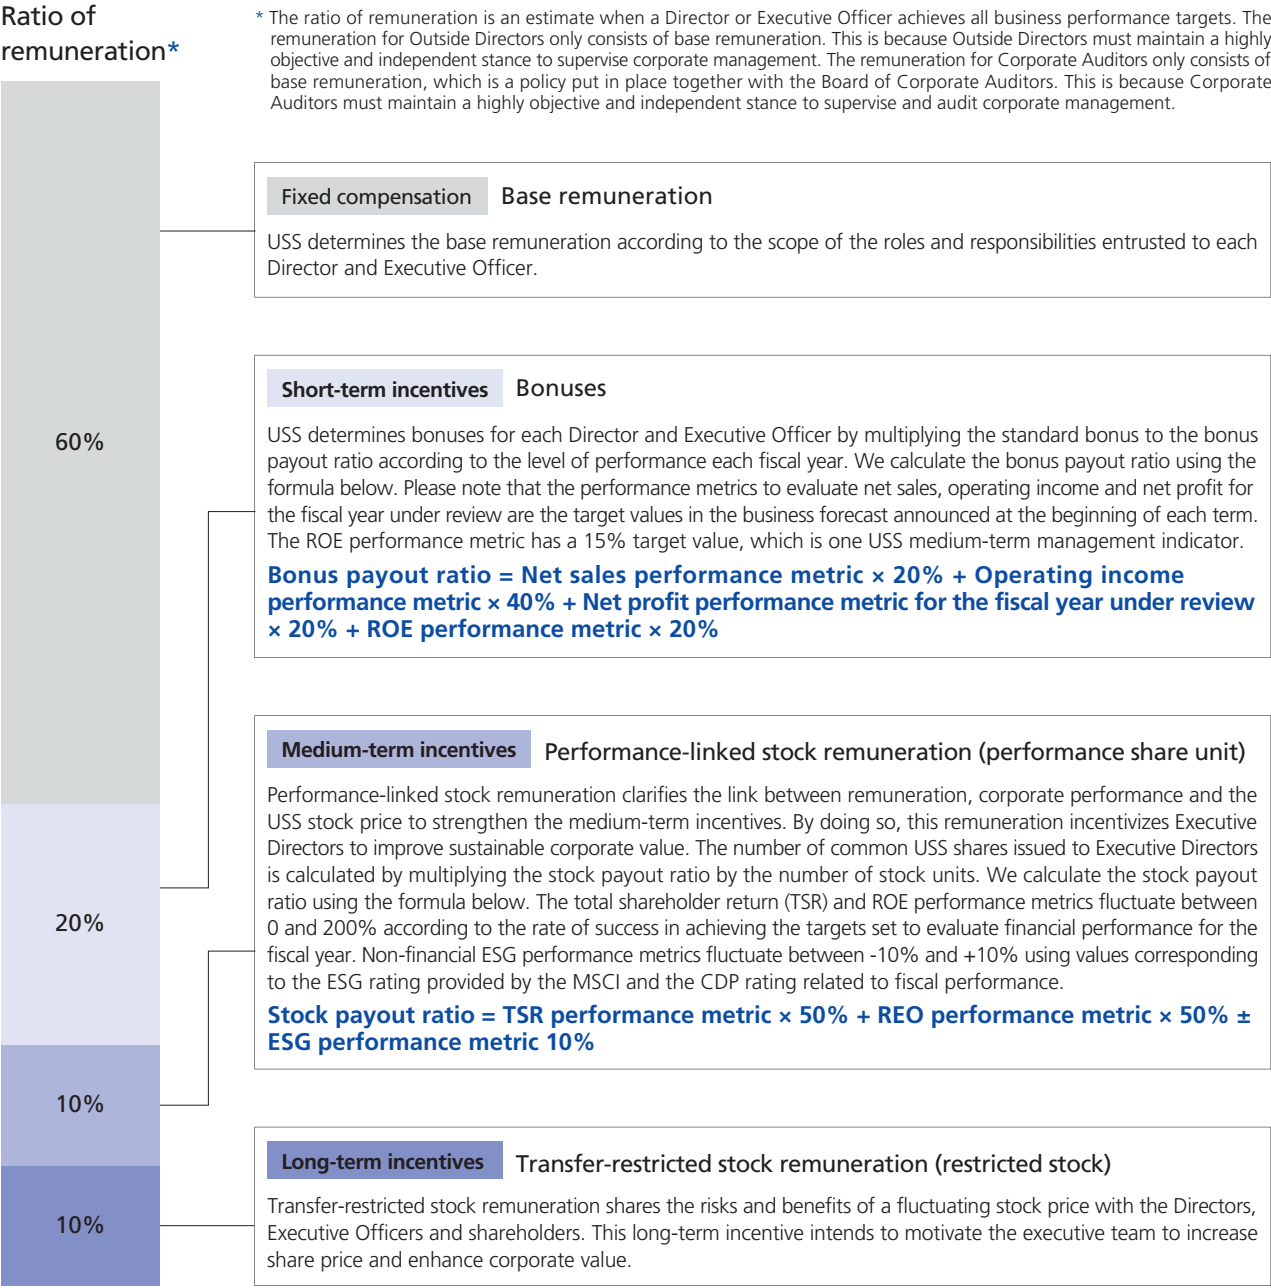 Ratio of
remuneration*
* The ratio of remuneration is an estimate when a Director or Executive Officer achieves all business performance targets. The
remuneration for Outside Directors only consists of base remuneration. This is because Outside Directors must maintain a highly
objective and independent stance to supervise corporate management. The remuneration for Corporate Auditors only consists of
base remuneration, which is a policy put in place together with the Board of Corporate Auditors. This is because Corporate
Auditors must maintain a highly objective and independent stance to supervise and audit corporate management.
Fixed compensation Base remuneration
USS determines the base remuneration according to the scope of the roles and responsibilities entrusted to each
Director and Executive Officer.
60%
Short-term incentives Bonuses
USS determines bonuses for each Director and Executive Officer by multiplying the standard bonus to the bonus
payout ratio according to the level of performance each fiscal year. We calculate the bonus payout ratio using the
formula below. Please note that the performance metrics to evaluate net sales, operating income and net profit for
the fiscal year under review are the target values in the business forecast announced at the beginning of each term.
The ROE performance metric has a 15% target value, which is one USS medium-term management indicator.
Bonus payout ratio = Net sales performance metric × 20% + Operating income
performance metric × 40% + Net profit performance metric for the fiscal year under review
× 20% + ROE performance metric × 20%
20%
Medium-term incentives Performance-linked stock remuneration (performance share unit)
Performance-linked stock remuneration clarifies the link between remuneration, corporate performance and the
USS stock price to strengthen the medium-term incentives. By doing so, this remuneration incentivizes Executive
Directors to improve sustainable corporate value. The number of common USS shares issued to Executive Directors
is calculated by multiplying the stock payout ratio by the number of stock units. We calculate the stock payout
ratio using the formula below. The total shareholder return (TSR) and ROE performance metrics fluctuate between
0 and 200% according to the rate of success in achieving the targets set to evaluate financial performance for the
fiscal year. Non-financial ESG performance metrics fluctuate between -10% and +10% using values corresponding
to the ESG rating provided by the MSCI and the CDP rating related to fiscal performance.
Stock payout ratio = TSR performance metric × 50% + REO performance metric × 50% ±
ESG performance metric 10%
10%
Long-term incentives Transfer-restricted stock remuneration (restricted stock)
Transfer-restricted stock remuneration shares the risks and benefits of a fluctuating stock price with the Directors,
Executive Officers and shareholders. This long-term incentive intends to motivate the executive team to increase
share price and enhance corporate value.
10%